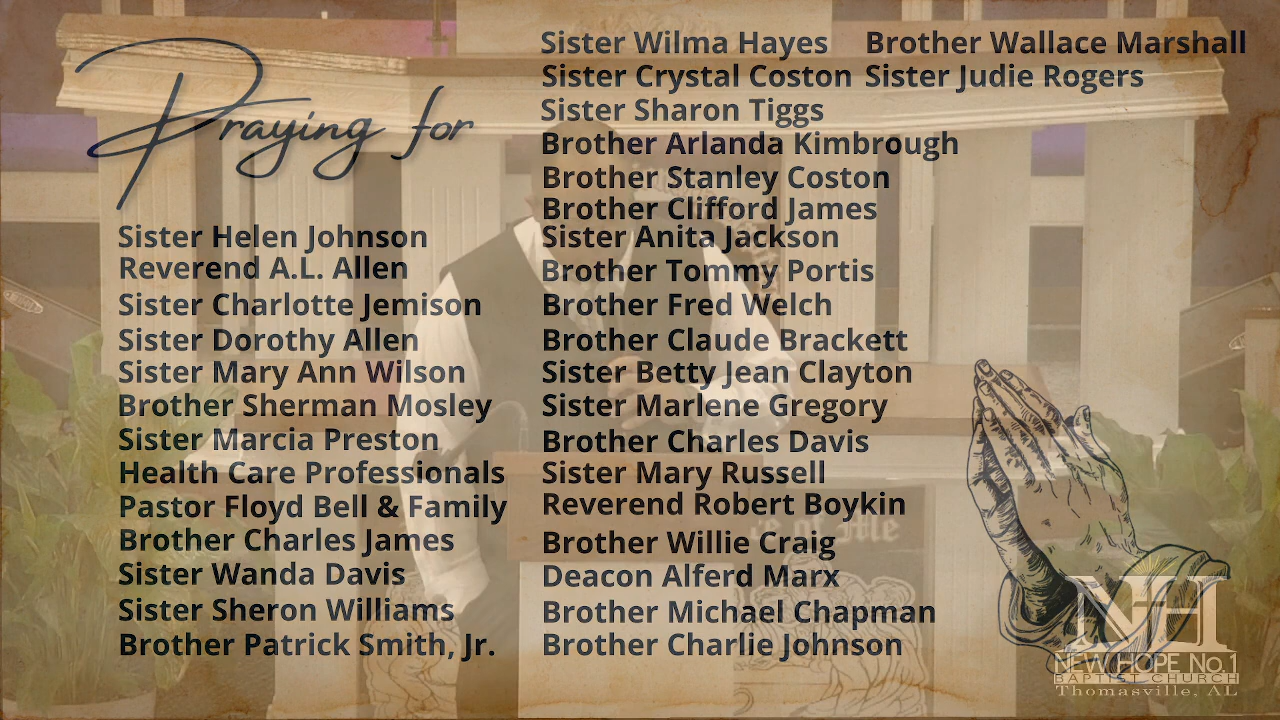 Praying for
Sister Helen Johnson
Reverend A.L. Allen
Sister Charlotte Jemison
Sister Dorothy Allen
Sister Mary Ann Wilson
Brother Sherman Mosley
Sister Marcia Preston
Health Care Professionals
Pastor Floyd Bell & Family
Brother Charles James
Sister Wanda Davis
Sister Sheron Williams
Brother Patrick Smith, Jr.
Sister Wilma Hayes
Sister Crystal Coston
Sister Sharon Tiggs
Brother Arlanda Kimbrough
Brother Stanley Coston
Brother Clifford James
Sister Anita Jackson
Brother Tommy Portis
Brother Fred Welch
Brother Claude Brackett
Sister Betty Jean Clayton
Sister Marlene Gregory
Brother Charles Davis
Sister Mary Russell
Reverend Robert Boykin
Brother Willie Craig
Deacon Alferd Marx
Brother Michael Chapman
Brother Charlie Johnson
Brother Wallace Marshall
Sister Judie Rogers
of Me
NH
NEW HOPE No.1
BAPTIST CHURCH
Thomasville, AL